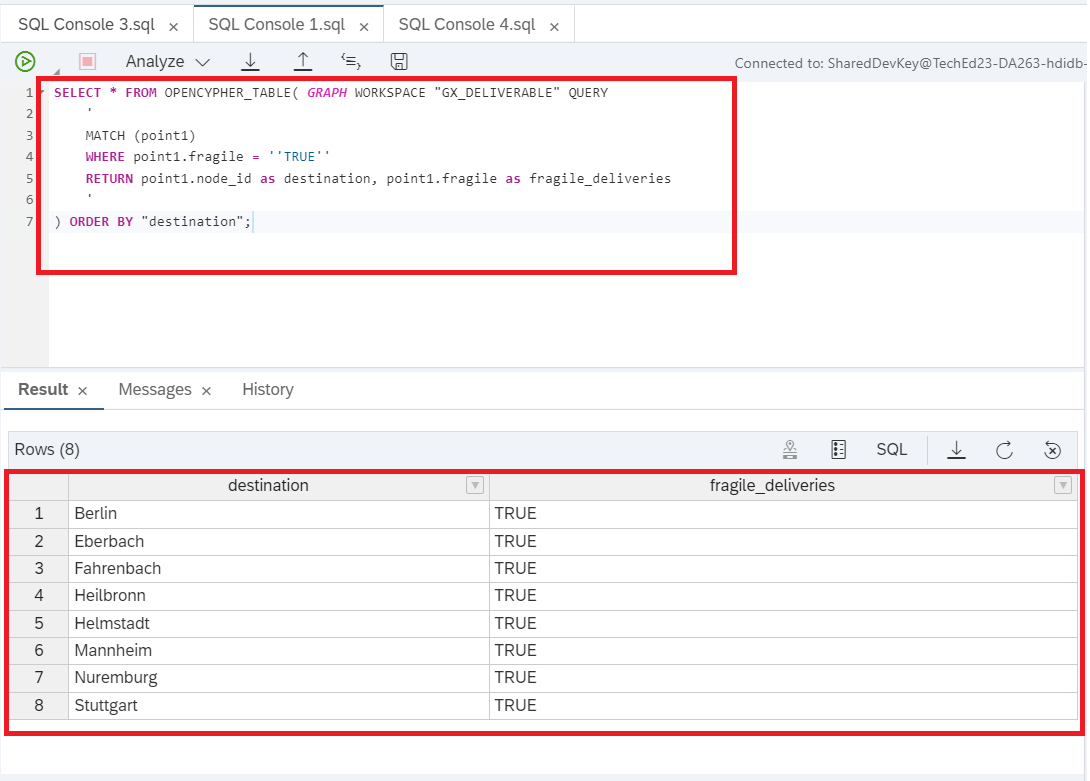 SQL Console 3.sql × SQL Console 1.sql × SQL Console 4.sql ×
Analyze Connected to: SharedDevKey@TechEd23-DA263-hdidb-
1 SELECT * FROM OPENCYPHER_TABLE( GRAPH WORKSPACE "GX_DELIVERABLE" QUERY
2 '
3 MATCH (point1)
4 WHERE point1.fragile = ''TRUE''
5 RETURN point1.node_id as destination, point1.fragile as fragile_deliveries
6 '
7 ) ORDER BY "destination";
Result × Messages × History
Rows (8) SQL
destination fragile_deliveries
1 Berlin TRUE
2 Eberbach TRUE
3 Fahrenbach TRUE
4 Heilbronn TRUE
5 Helmstadt TRUE
6 Mannheim TRUE
7 Nuremburg TRUE
8 Stuttgart TRUE